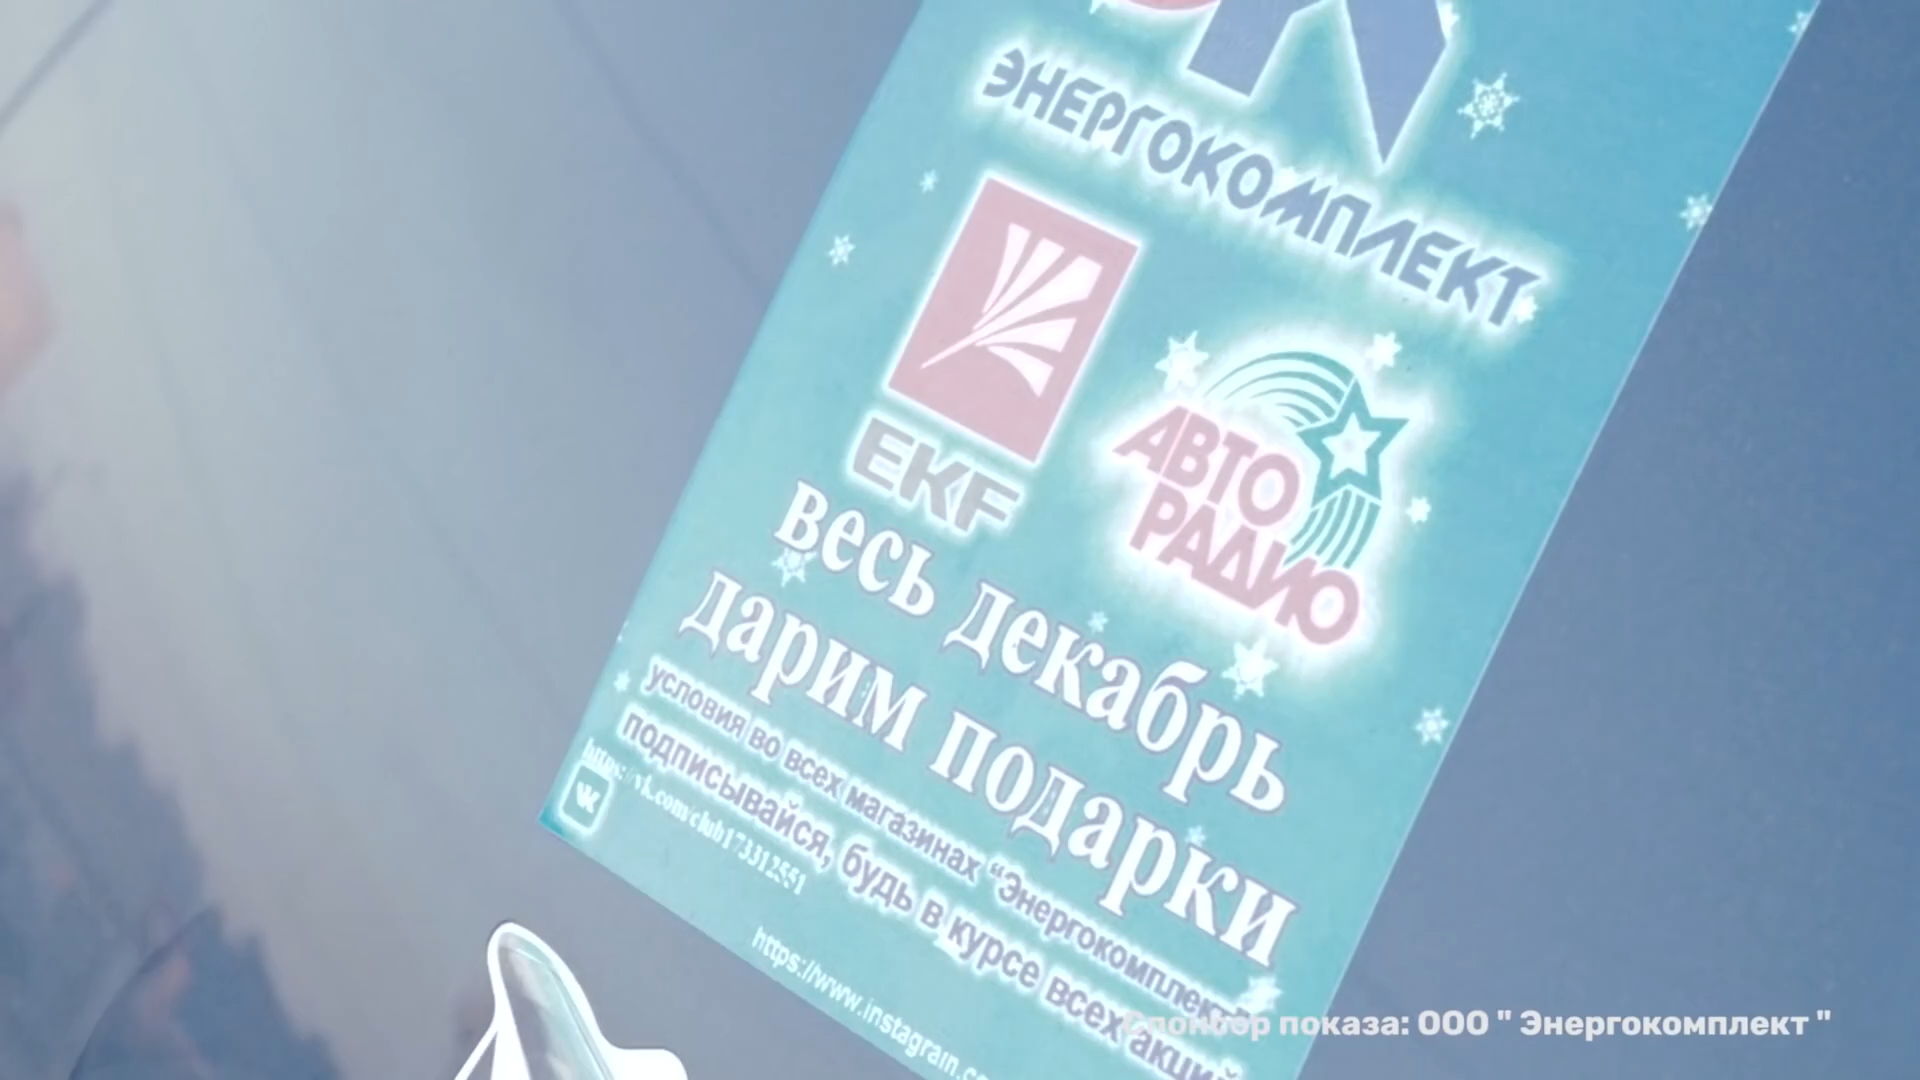 ЭНЕРГОКОМПЛЕКТ
EKF
АВТО
РАДИО
весь декабрь
дарим подарки
условия во всех магазинах "Энергокомплект"
подписывайся, будь в курсе всех акций
https://vk.com/club173312551
https://www.instagram.co
Спонсор показа: ООО " Энергокомплект "